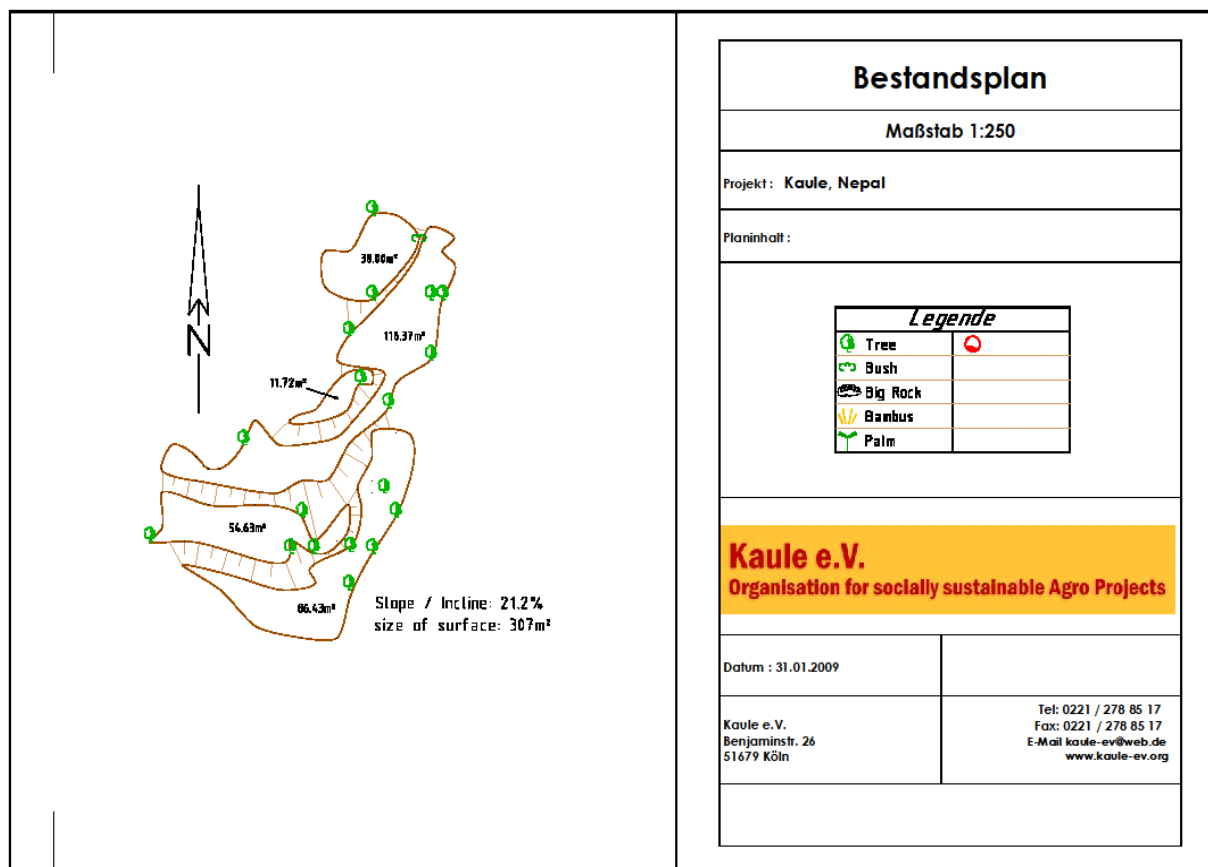 38.00m²
116.37m²
11.72m²
N
54.63m²
86.43m²
Slope / Incline: 21.2%
size of surface: 307m²
Bestandsplan
Maßstab 1:250
Projekt : Kaule, Nepal
Planinhalt :
Legende
Tree
Bush
Big Rock
Bambus
Palm
Kaule e.V.
Organisation for socially sustainable Agro Projects
Datum : 31.01.2009
Kaule e.V.
Benjaminstr. 26
51679 Köln
Tel: 0221 / 278 85 17
Fax: 0221 / 278 85 17
E-Mail kaule-ev@web.de
www.kaule-ev.org